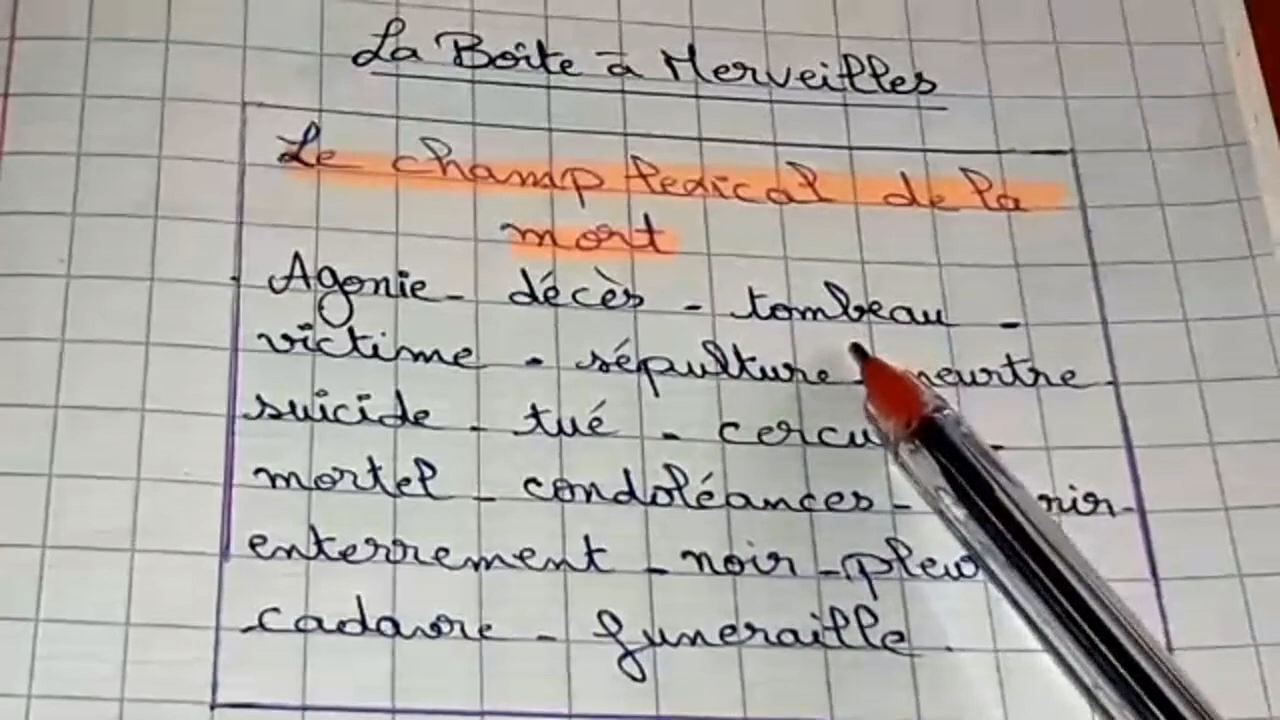 La Boîte à Merveilles
Le champ lexical de la
mort
Agonie - décès - tombeau -
victime - sépulture - meurtre -
suicide - tué - -
mortel - condoléances -
enterrement - noir -
cadavre - funeraille.